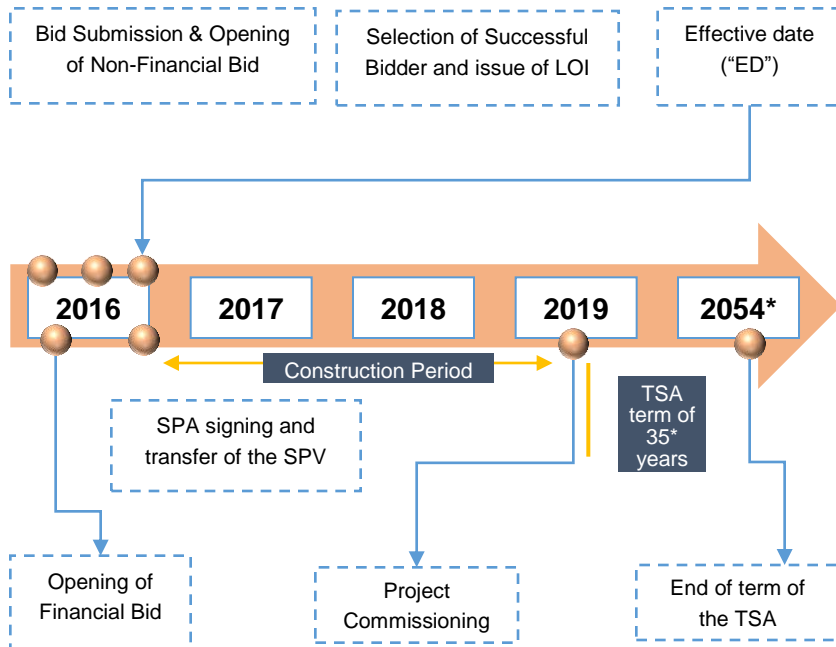 Bid Submission & Opening
of Non-Financial Bid
Selection of Successful
Bidder and issue of LOI
Effective date
(“ED”)
2016
2017
2018
2019
2054*
Construction Period
TSA
term of
35*
years
SPA signing and
transfer of the SPV
Opening of
Financial Bid
Project
Commissioning
End of term of
the TSA